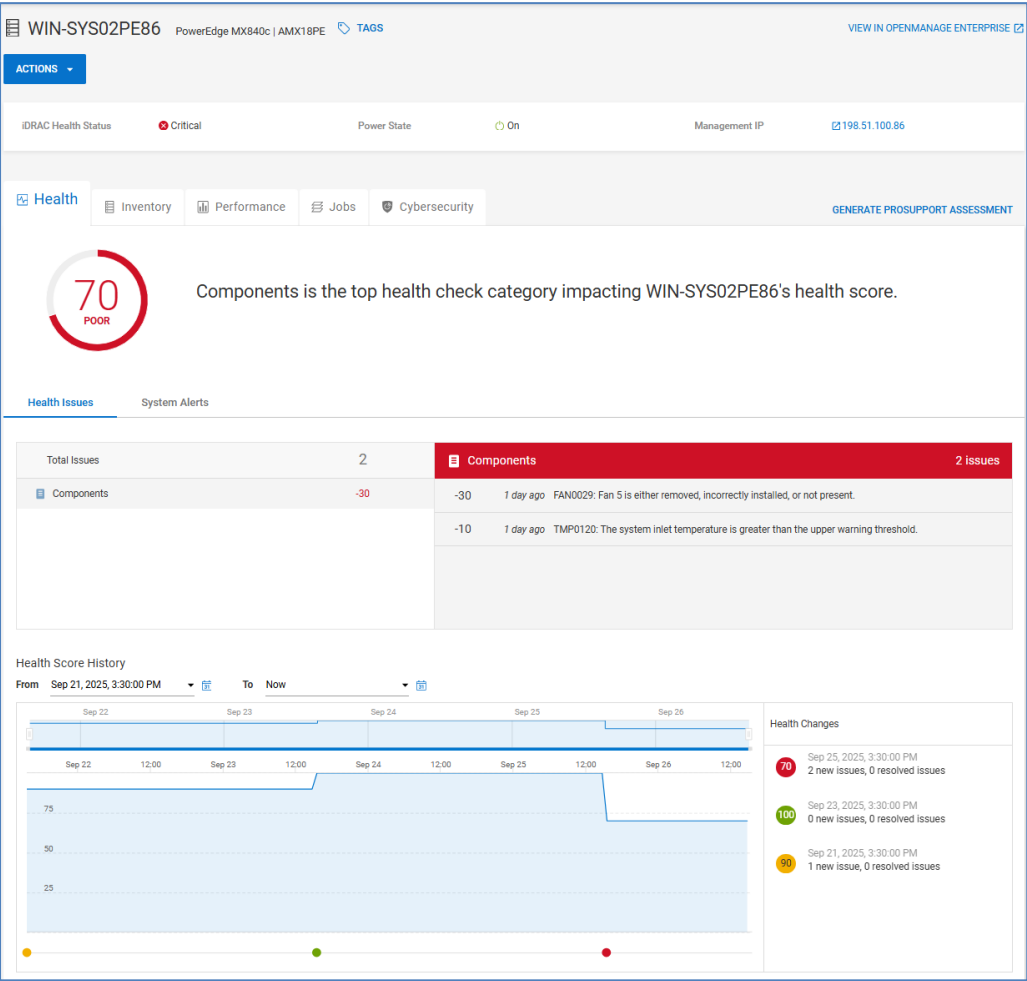 WIN-SYS02PE86 PowerEdge MX840c | AMX18PE TAGS VIEW IN OPENMANAGE ENTERPRISE
ACTIONS
iDRAC Health Status Critical Power State On Management IP 198.51.100.86
Health Inventory Performance Jobs Cybersecurity GENERATE PROSUPPORT ASSESSMENT
70
POOR
Components is the top health check category impacting WIN-SYS02PE86's health score.
Health Issues System Alerts
Total Issues 2
Components -30
Components 2 issues
-30 1 day ago FAN0029: Fan 5 is either removed, incorrectly installed, or not present.
-10 1 day ago TMP0120: The system inlet temperature is greater than the upper warning threshold.
Health Score History
From Sep 21, 2025, 3:30:00 PM 31 To Now 31
Sep 22 Sep 23 Sep 24 Sep 25 Sep 26
Sep 22 12:00 Sep 23 12:00 Sep 24 12:00 Sep 25 12:00 Sep 26 12:00
75
50
25
Health Changes
70 Sep 25, 2025, 3:30:00 PM
2 new issues, 0 resolved issues
100 Sep 23, 2025, 3:30:00 PM
0 new issues, 0 resolved issues
90 Sep 21, 2025, 3:30:00 PM
1 new issue, 0 resolved issues